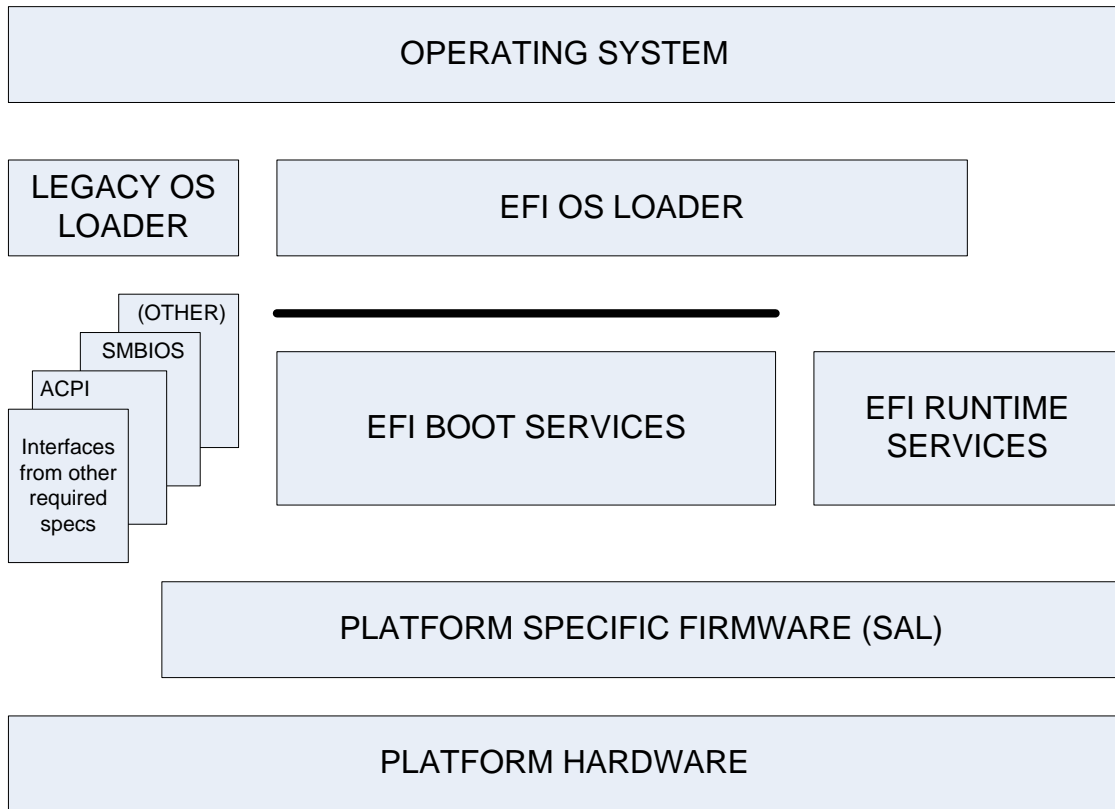 OPERATING SYSTEM
LEGACY OS
LOADER
EFI OS LOADER
(OTHER)
SMBIOS
ACPI
Interfaces
from other
required
specs
EFI BOOT SERVICES
EFI RUNTIME
SERVICES
PLATFORM SPECIFIC FIRMWARE (SAL)
PLATFORM HARDWARE